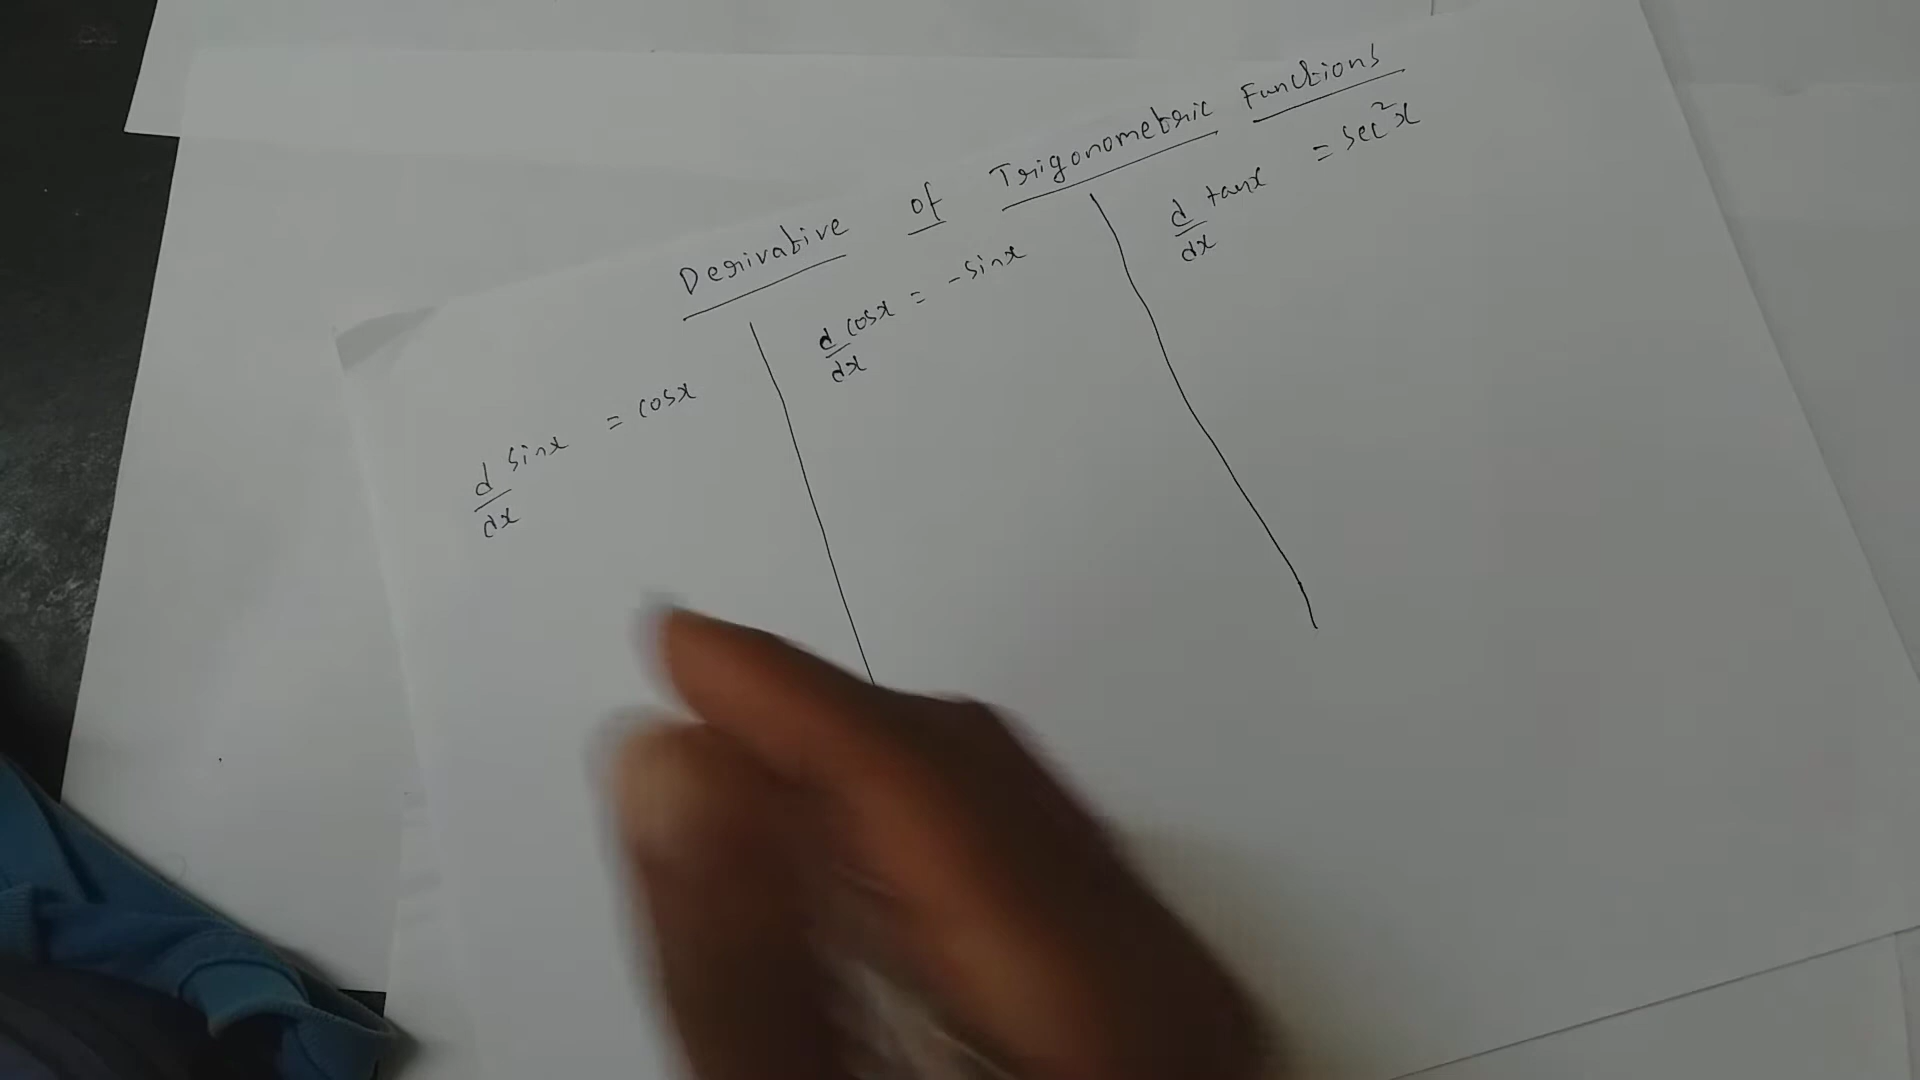 Derivative of Trigonometric Functions
d/dx sinx = cosx
d/dx cosx = -sinx
d/dx tanx = sec²x